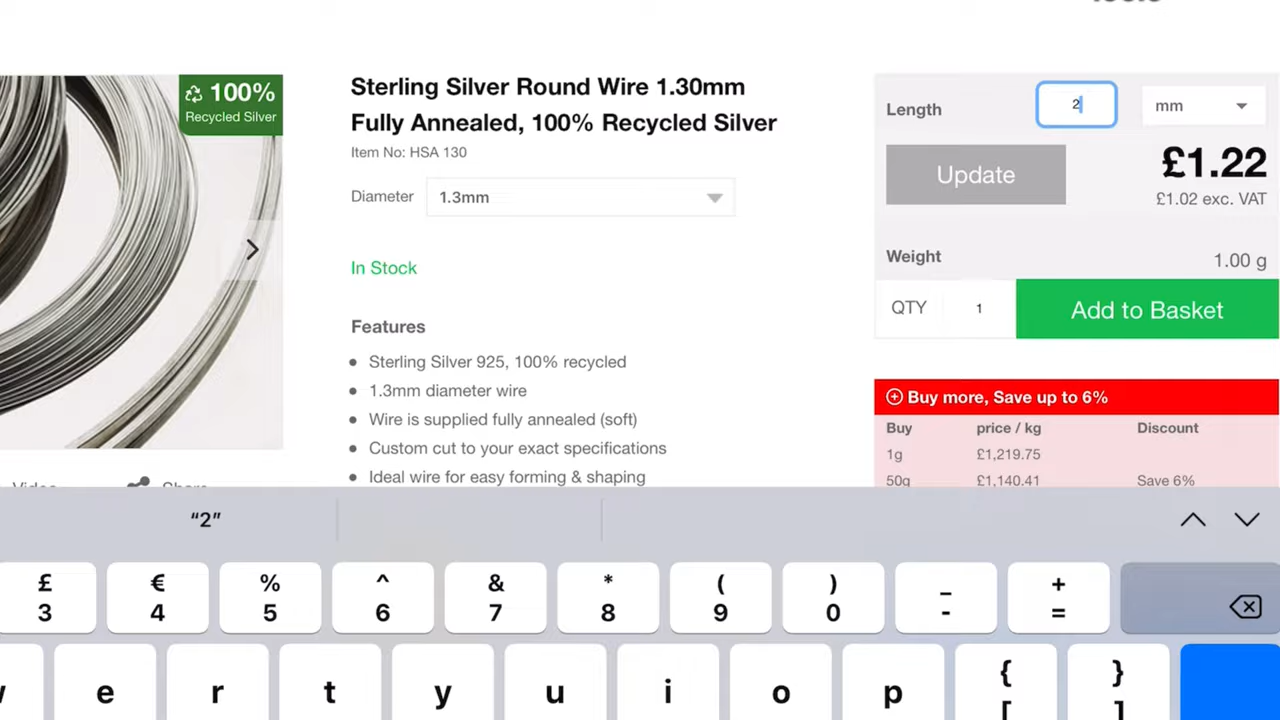 100%
Recycled Silver
Sterling Silver Round Wire 1.30mm
Fully Annealed, 100% Recycled Silver
Item No: HSA 130
Diameter
1.3mm
In Stock
Features
Sterling Silver 925, 100% recycled
1.3mm diameter wire
Wire is supplied fully annealed (soft)
Custom cut to your exact specifications
Ideal wire for easy forming & shaping
Length
2
mm
Update
£1.22
£1.02 exc. VAT
Weight
1.00 g
QTY
1
Add to Basket
Buy more, Save up to 6%
Buy price / kg Discount
1g £1,219.75
50g £1,140.41 Save 6%
Video
Share
“2”
£ € % ^ & * ( ) _ +
3 4 5 6 7 8 9 0 - =
e r t y u i o p { }
[ ]